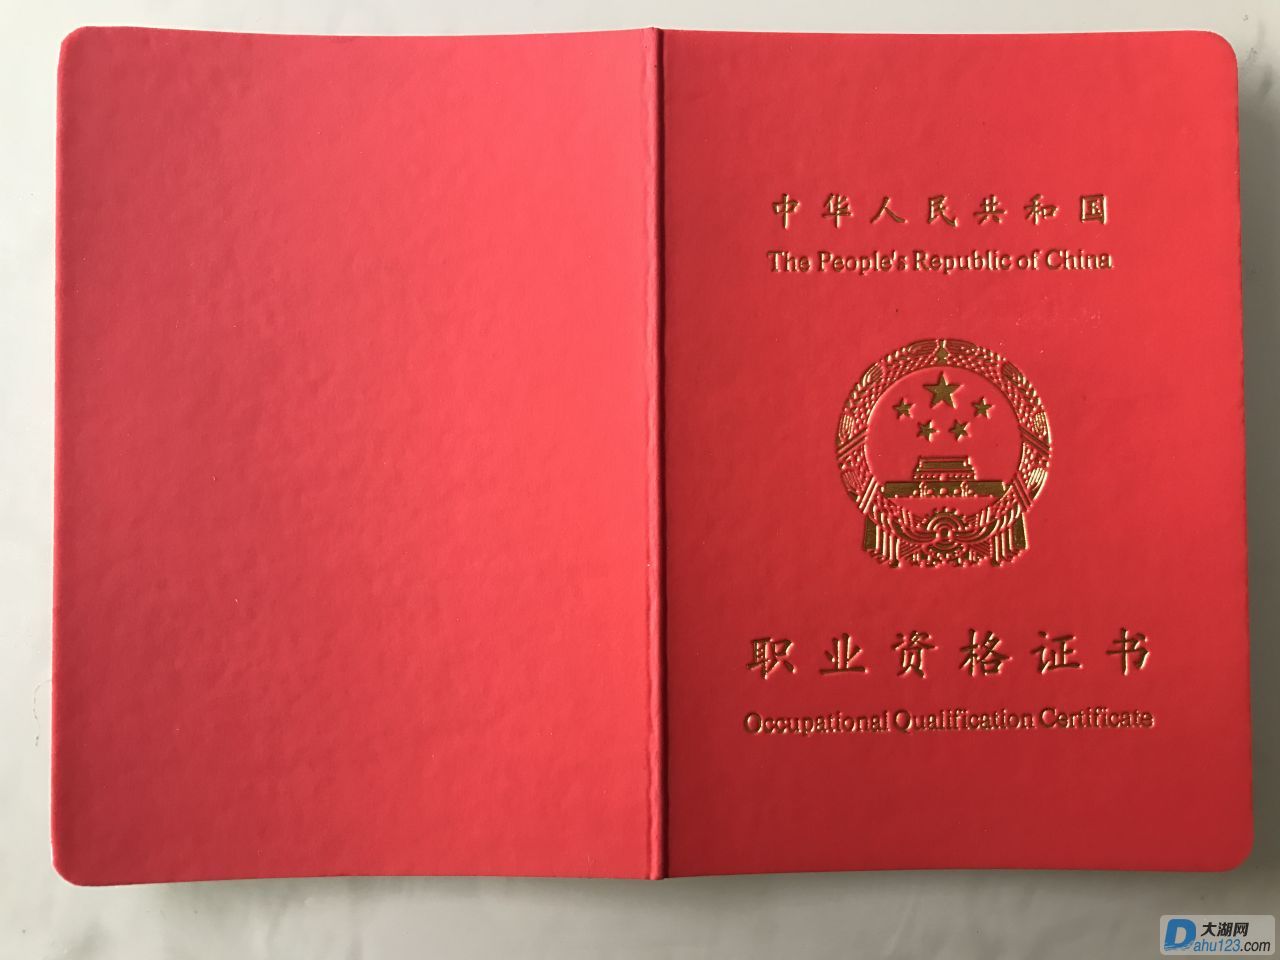 中华人民共和国
The People's Republic of China
职业资格证书
Occupational Qualification Certificate
大湖网
Dahu123.com